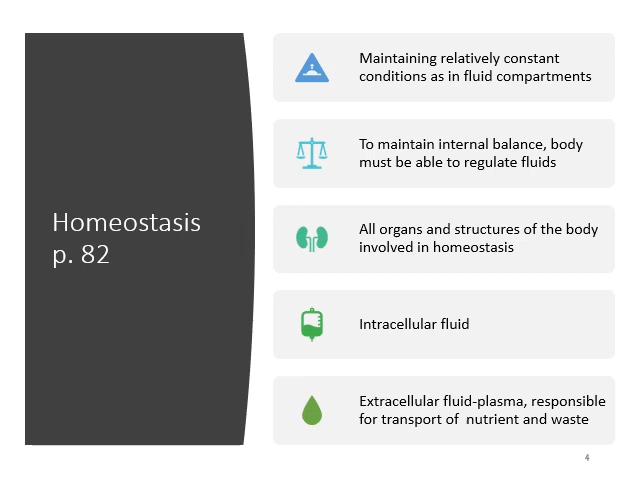 Homeostasis
p. 82
Maintaining relatively constant
conditions as in fluid compartments
To maintain internal balance, body
must be able to regulate fluids
All organs and structures of the body
involved in homeostasis
Intracellular fluid
Extracellular fluid-plasma, responsible
for transport of  nutrient and waste
4